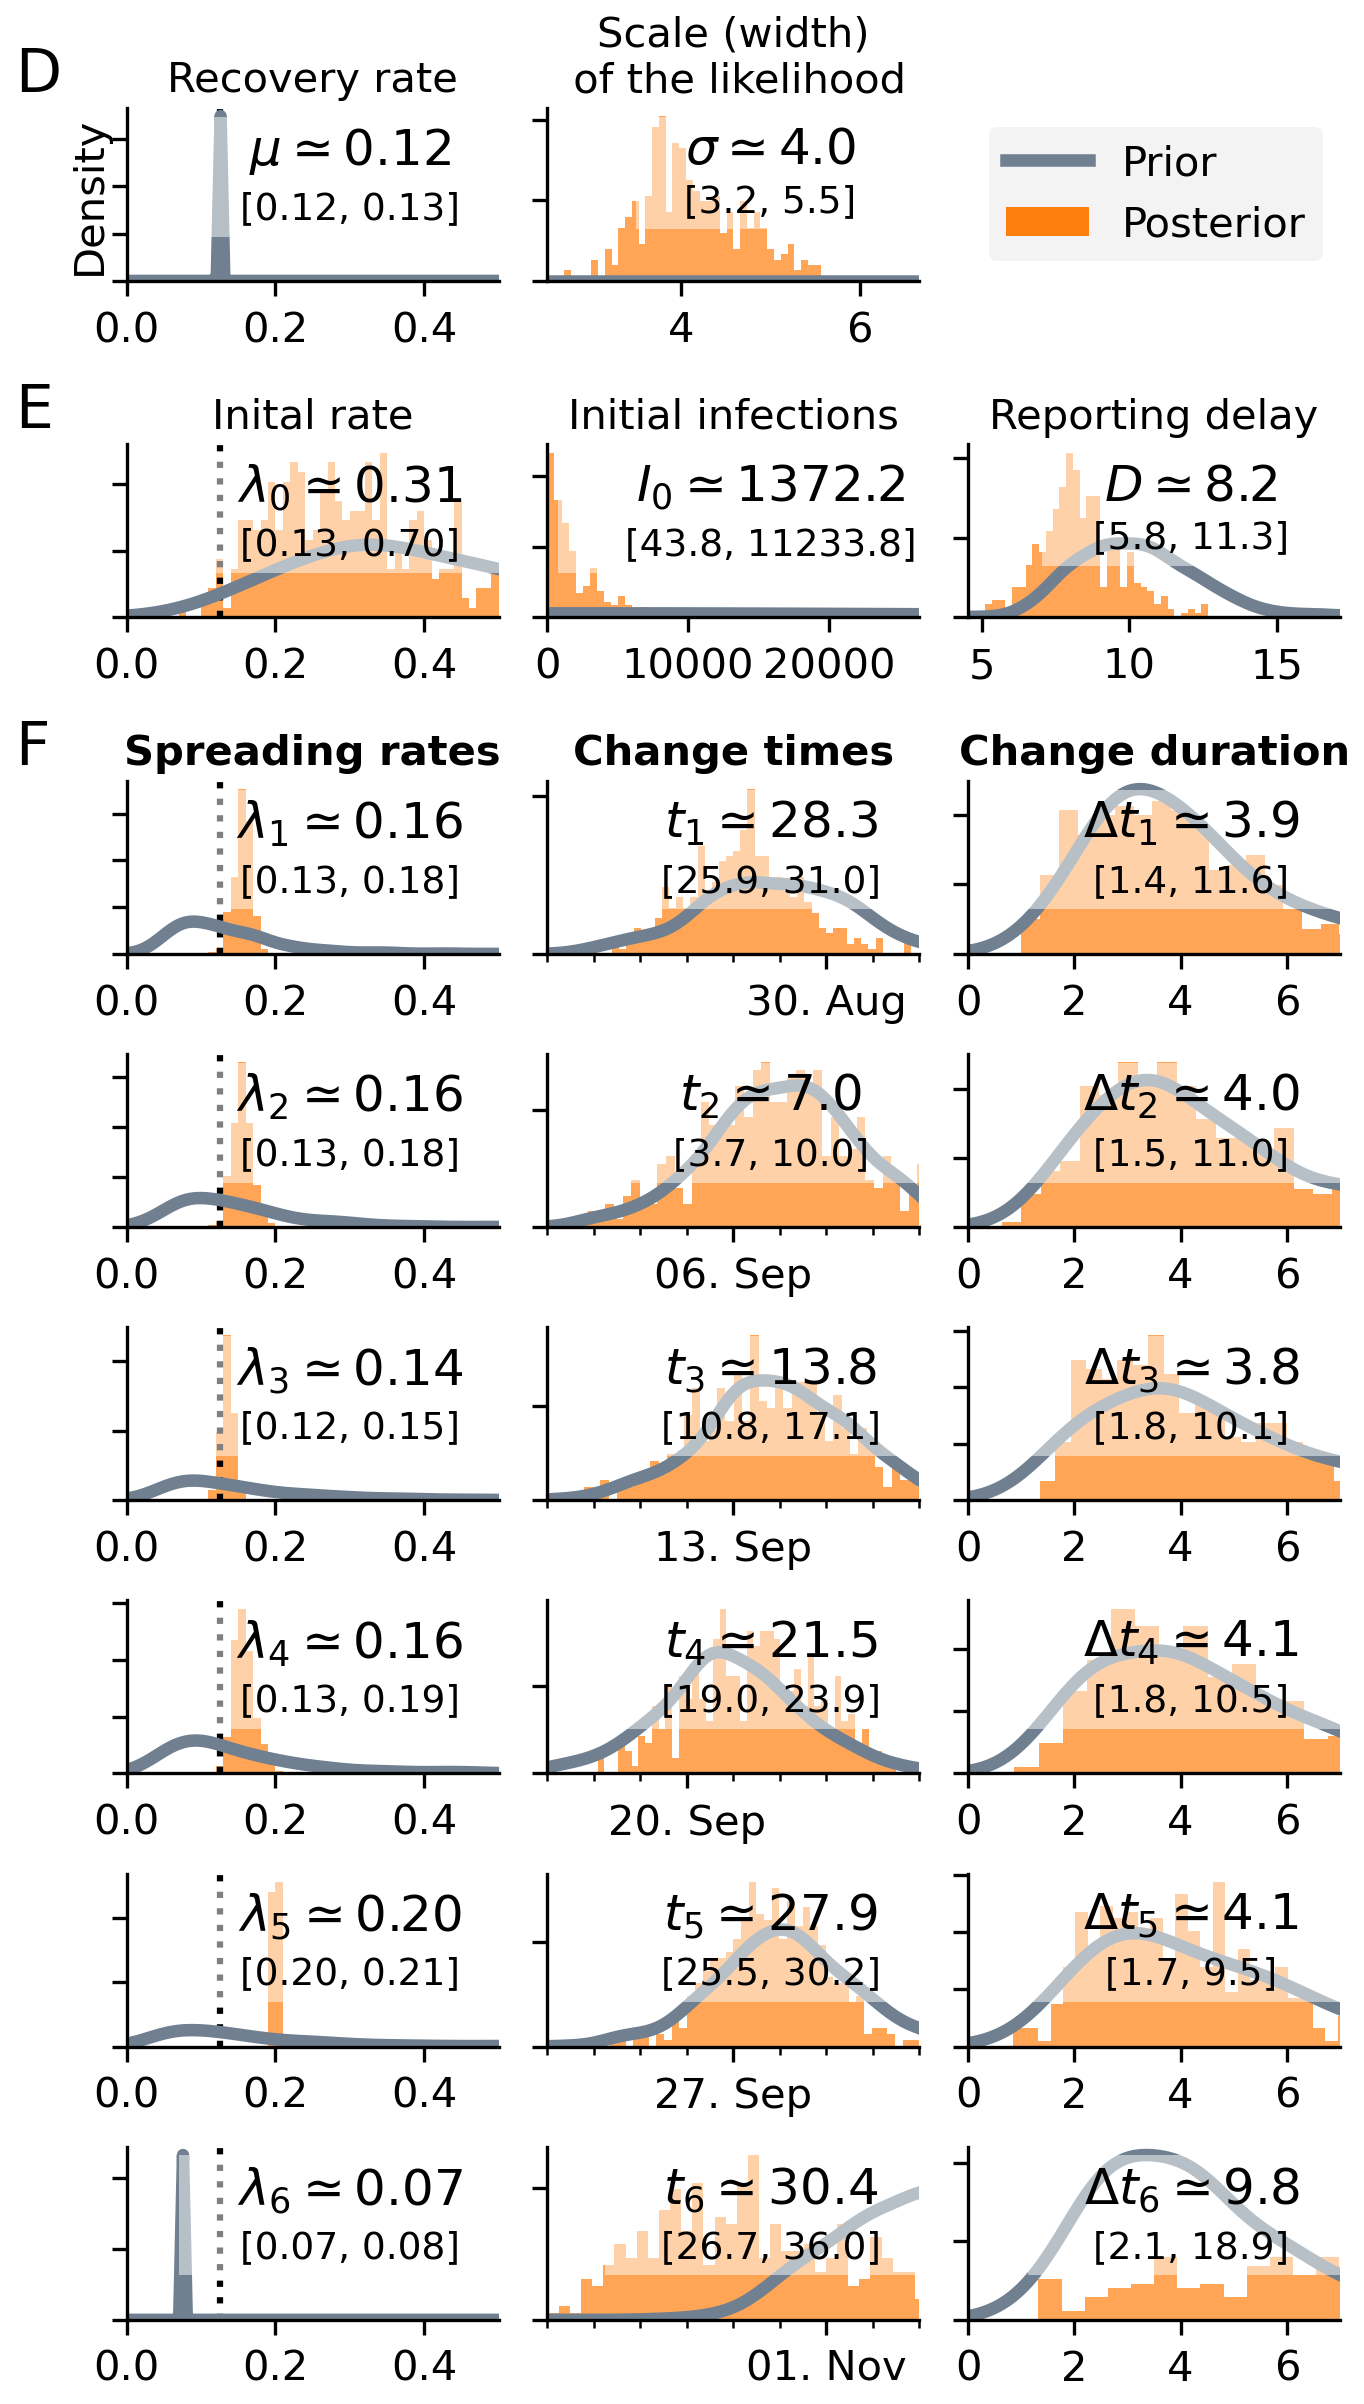 D
Recovery rate
Scale (width)
of the likelihood
Density
μ ≃ 0.12
[0.12, 0.13]
0.0 0.2 0.4
σ ≃ 4.0
[3.2, 5.5]
4 6
Prior
Posterior
E
Inital rate
λ0 ≃ 0.31
[0.13, 0.70]
0.0 0.2 0.4
Initial infections
I0 ≃ 1372.2
[43.8, 11233.8]
0 10000 20000
Reporting delay
D ≃ 8.2
[5.8, 11.3]
5 10 15
F
Spreading rates
Change times
Change duration
λ1 ≃ 0.16
[0.13, 0.18]
0.0 0.2 0.4
t1 ≃ 28.3
[25.9, 31.0]
30. Aug
Δt1 ≃ 3.9
[1.4, 11.6]
0 2 4 6
λ2 ≃ 0.16
[0.13, 0.18]
0.0 0.2 0.4
t2 ≃ 7.0
[3.7, 10.0]
06. Sep
Δt2 ≃ 4.0
[1.5, 11.0]
0 2 4 6
λ3 ≃ 0.14
[0.12, 0.15]
0.0 0.2 0.4
t3 ≃ 13.8
[10.8, 17.1]
13. Sep
Δt3 ≃ 3.8
[1.8, 10.1]
0 2 4 6
λ4 ≃ 0.16
[0.13, 0.19]
0.0 0.2 0.4
t4 ≃ 21.5
[19.0, 23.9]
20. Sep
Δt4 ≃ 4.1
[1.8, 10.5]
0 2 4 6
λ5 ≃ 0.20
[0.20, 0.21]
0.0 0.2 0.4
t5 ≃ 27.9
[25.5, 30.2]
27. Sep
Δt5 ≃ 4.1
[1.7, 9.5]
0 2 4 6
λ6 ≃ 0.07
[0.07, 0.08]
0.0 0.2 0.4
t6 ≃ 30.4
[26.7, 36.0]
01. Nov
Δt6 ≃ 9.8
[2.1, 18.9]
0 2 4 6